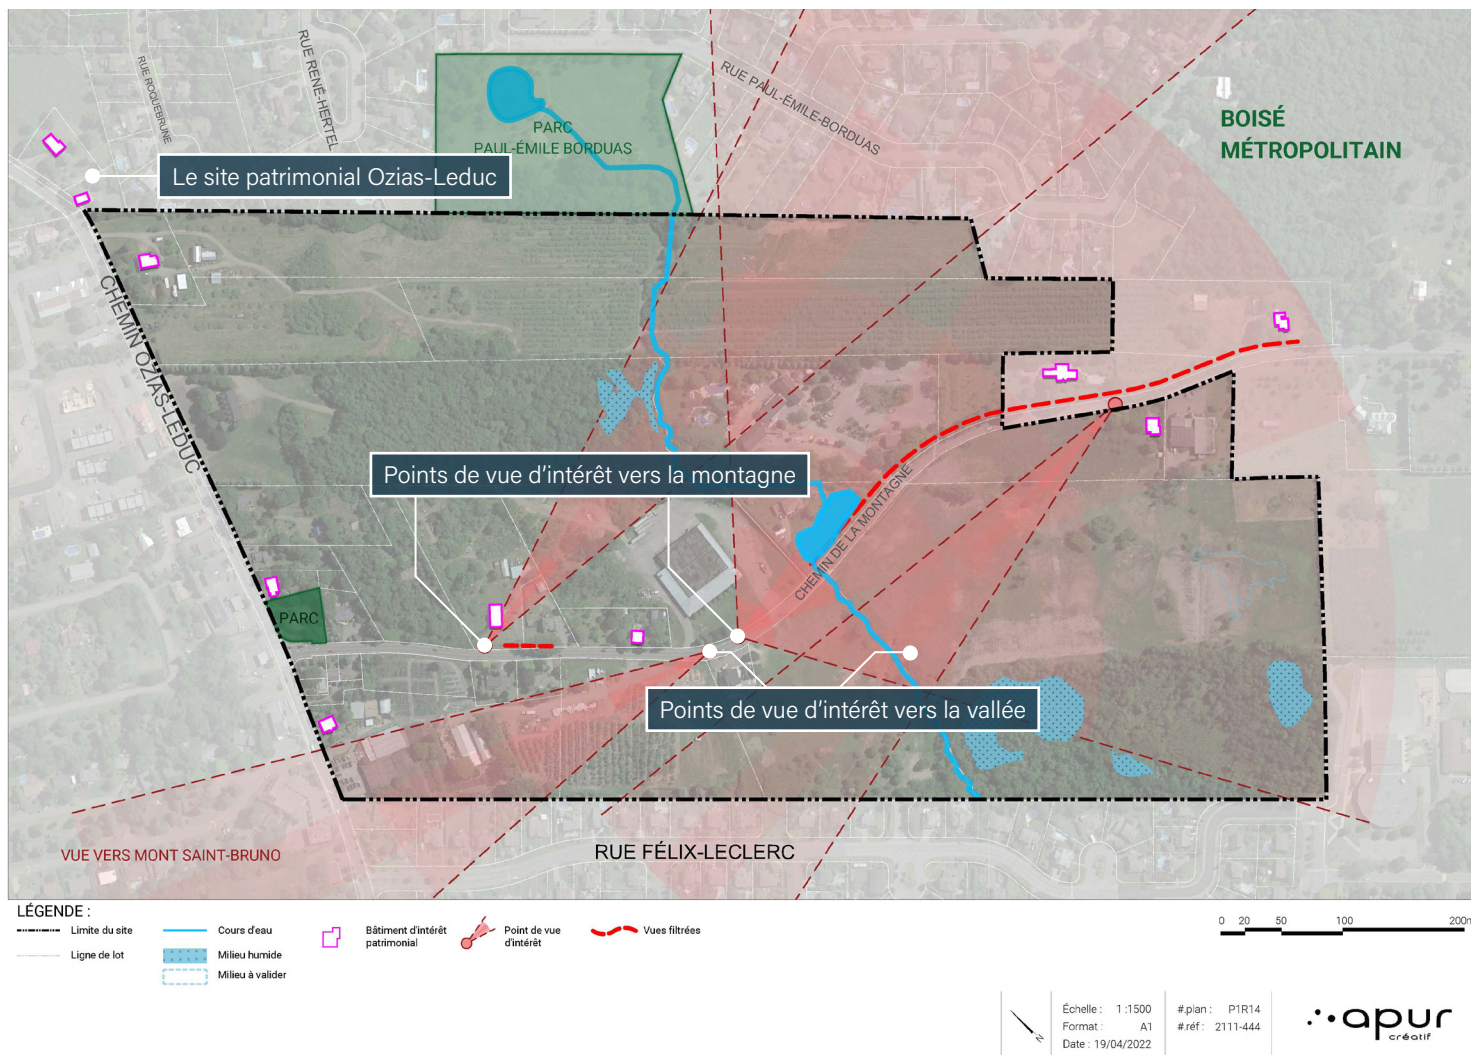 RUE ROQUEBRUNE
RUE RENÉ-HERTEL
RUE PAUL-ÉMILE-BORDUAS
PARC
PAUL-ÉMILE BORDUAS
BOISÉ
MÉTROPOLITAIN
Le site patrimonial Ozias-Leduc
CHEMIN OZIAS-LEDUC
Points de vue d'intérêt vers la montagne
CHEMIN DE LA MONTAGNE
PARC
Points de vue d'intérêt vers la vallée
VUE VERS MONT SAINT-BRUNO
RUE FÉLIX-LECLERC
LÉGENDE :
Limite du site
Ligne de lot
Cours d'eau
Milieu humide
Milieu à valider
Bâtiment d'intérêt
patrimonial
Point de vue
d'intérêt
Vues filtrées
0 20 50 100 200m
N
Échelle : 1 :1500
Format : A1
Date : 19/04/2022
#.plan : P1R14
#.réf : 2111-444
apur
créatif